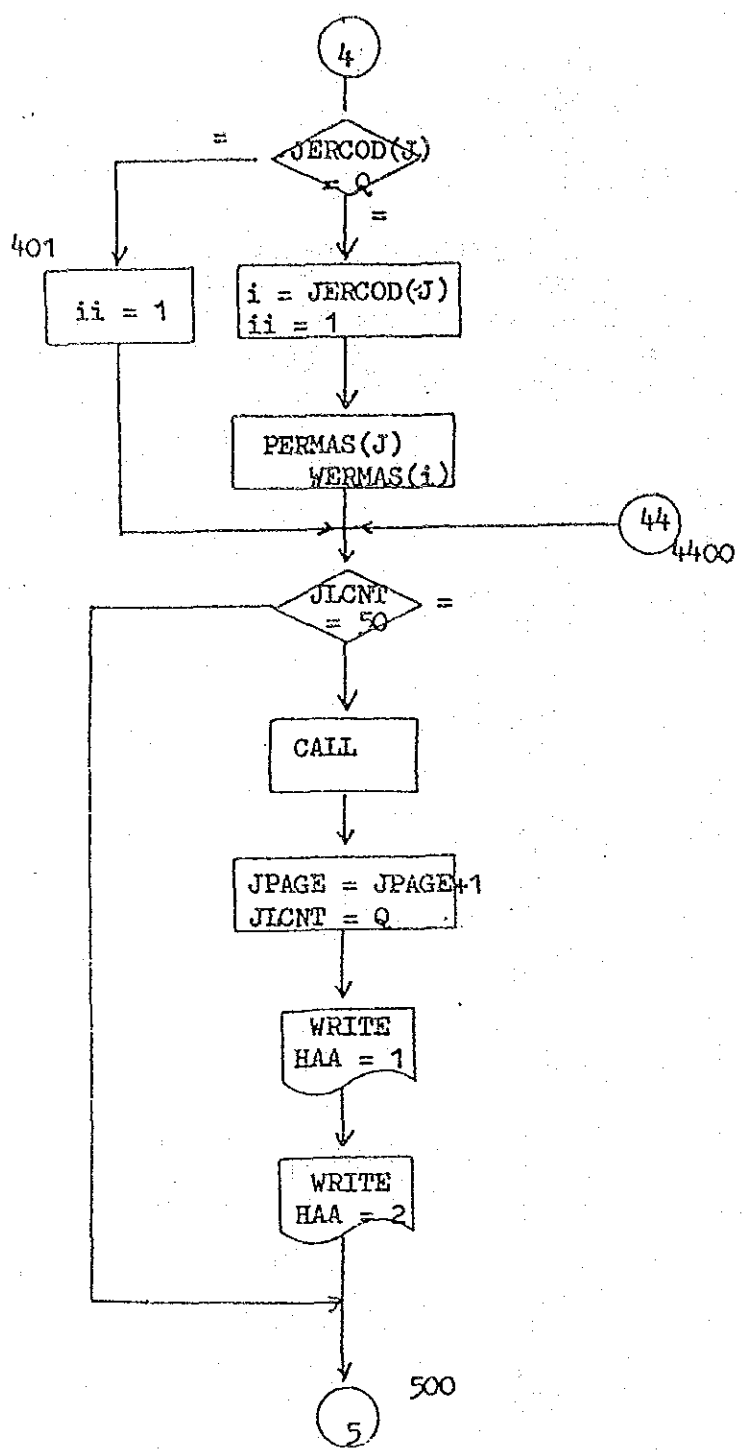 4
JERCOD(J)
= Q
=
=
401
ii = 1
i = JERCOD(J)
ii = 1
PERMAS(J)
WERMAS(i)
44
4400
JLCNT
= 50
=
CALL
JPAGE = JPAGE+1
JLCNT = Q
WRITE
HAA = 1
WRITE
HAA = 2
500
5